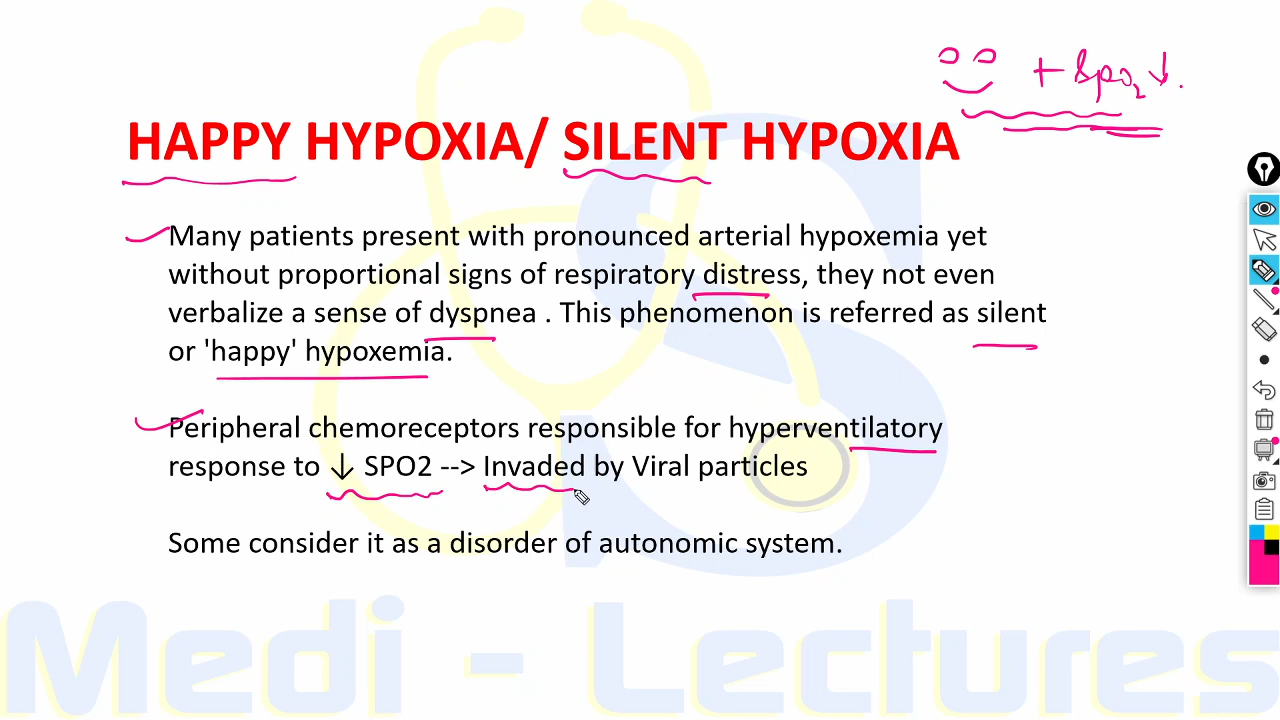 + SpO2 ↓.
HAPPY HYPOXIA/ SILENT HYPOXIA
Many patients present with pronounced arterial hypoxemia yet
without proportional signs of respiratory distress, they not even
verbalize a sense of dyspnea . This phenomenon is referred as silent
or 'happy' hypoxemia.
Peripheral chemoreceptors responsible for hyperventilatory
response to ↓ SPO2 --> Invaded by Viral particles
Some consider it as a disorder of autonomic system.
Medi - Lectures